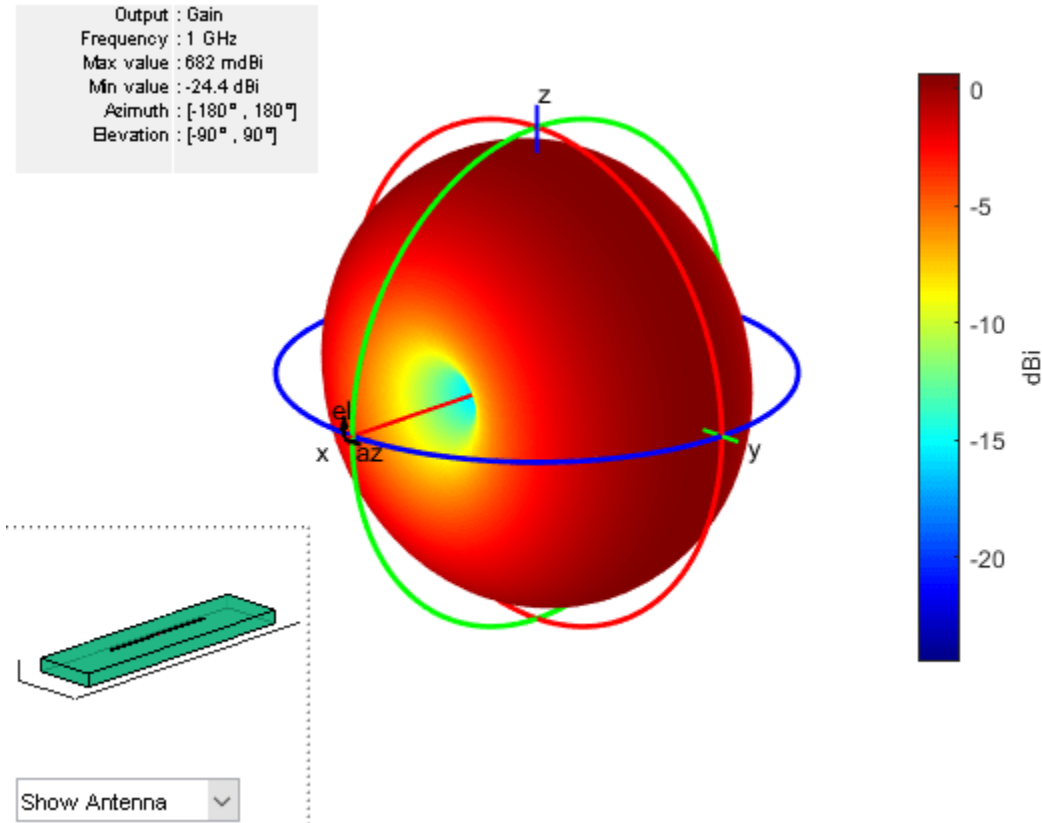 Output : Gain
Frequency : 1 GHz
Max value : 682 mdBi
Min value : -24.4 dBi
Azimuth : [-180° , 180°]
Elevation : [-90° , 90°]
z
0
-5
-10
dBi
-15
-20
el
x az
y
Show Antenna